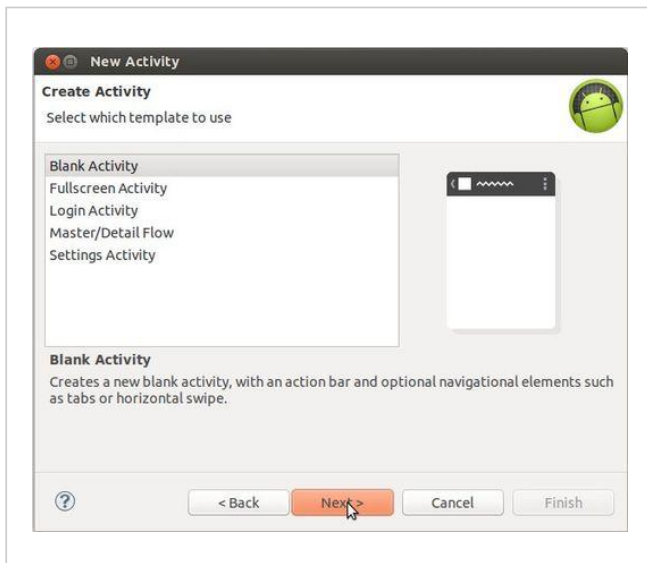 New Activity
Create Activity
Select which template to use
Blank Activity
Fullscreen Activity
Login Activity
Master/Detail Flow
Settings Activity
Blank Activity
Creates a new blank activity, with an action bar and optional navigational elements such
as tabs or horizontal swipe.
< Back Next > Cancel Finish